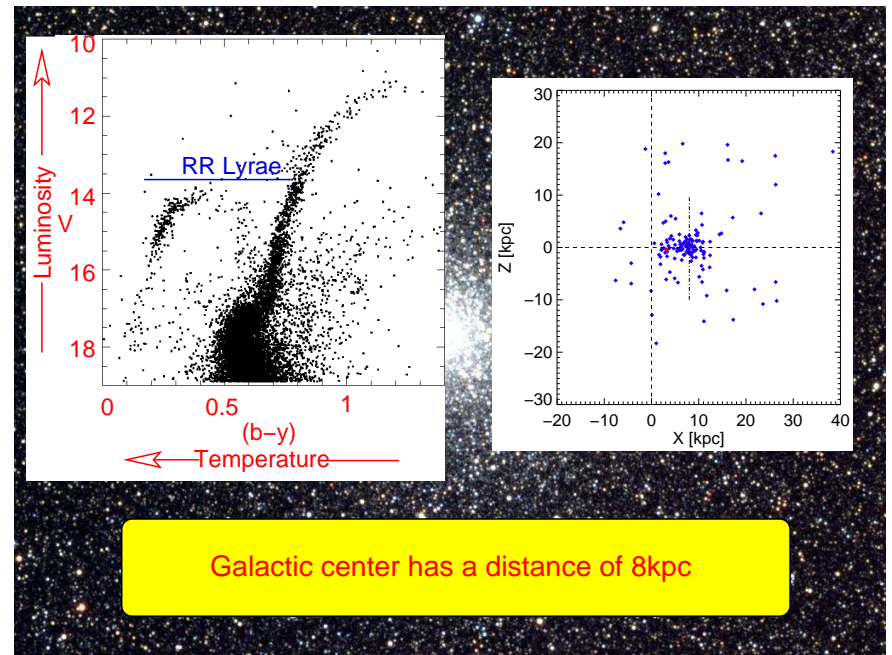 10
12
14
16
18
Luminosity
V
RR Lyrae
0 0.5 1
(b−y)
Temperature
30
20
10
0
−10
−20
−30
Z [kpc]
−20 −10 0 10 20 30 40
X [kpc]
Galactic center has a distance of 8kpc